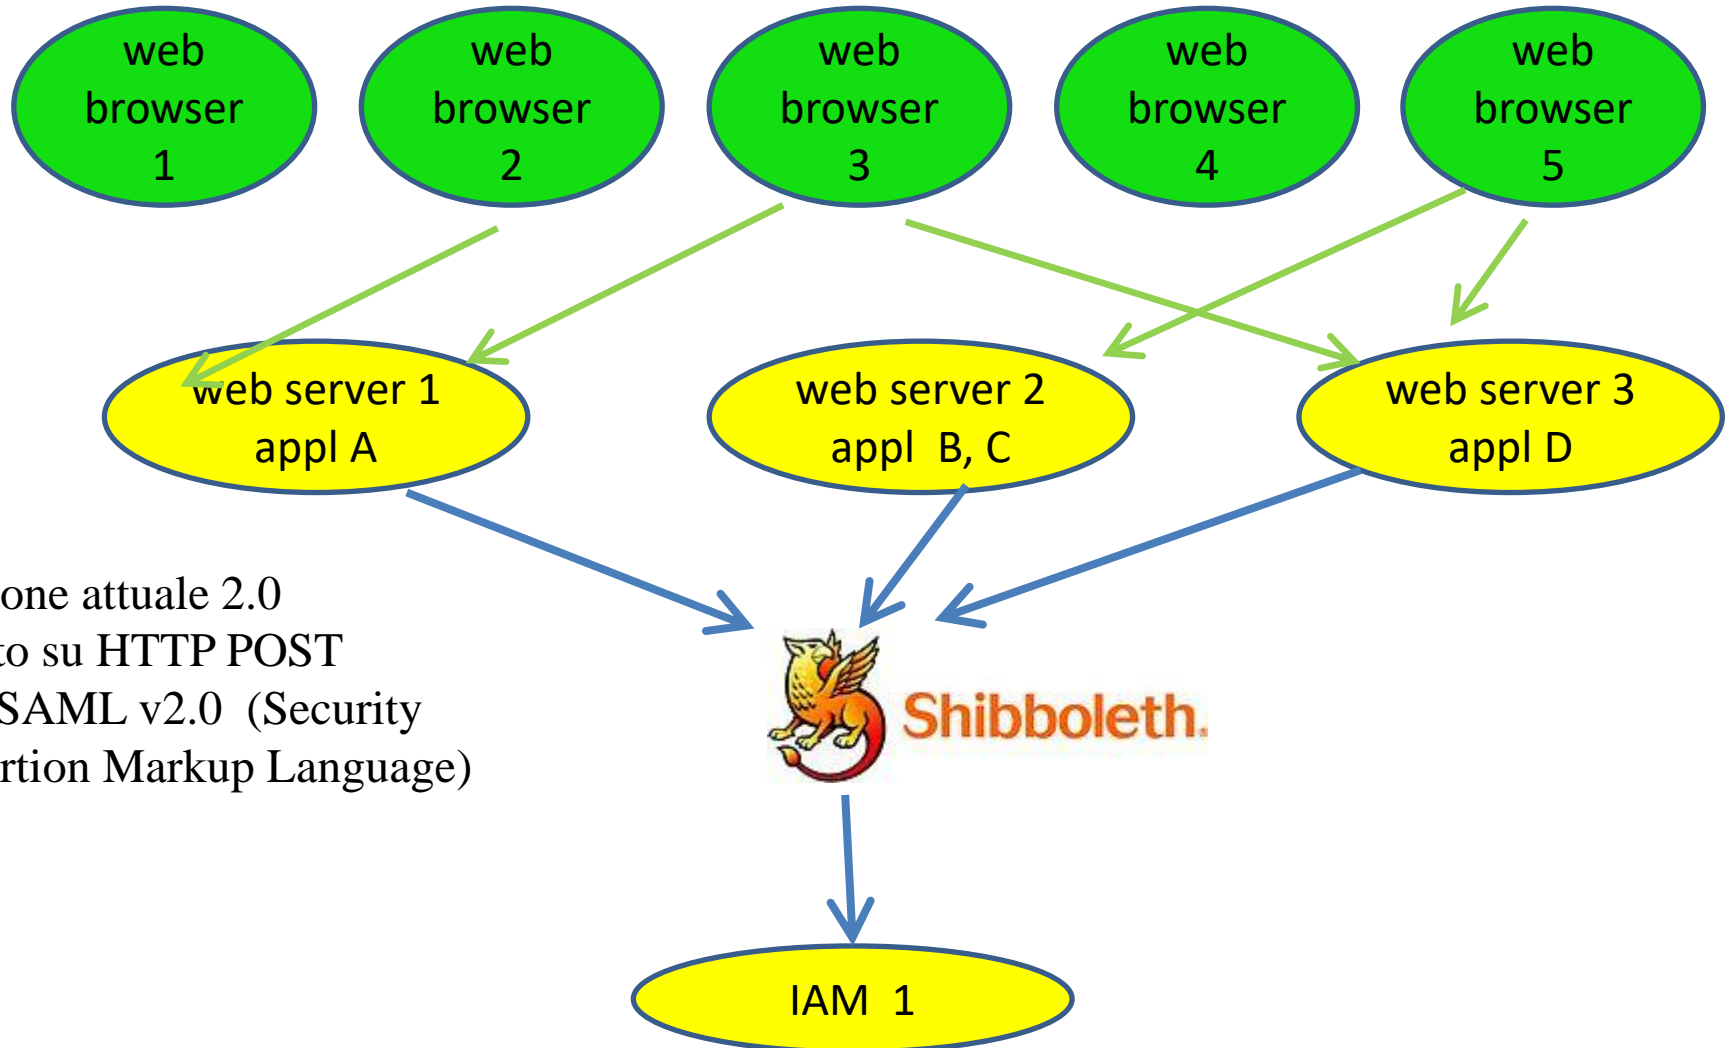 web
browser
1
web
browser
2
web
browser
3
web
browser
4
web
browser
5
web server 1
appl A
web server 2
appl B, C
web server 3
appl D
one attuale 2.0
to su HTTP POST
SAML v2.0 (Security
rtion Markup Language)
Shibboleth.
IAM 1